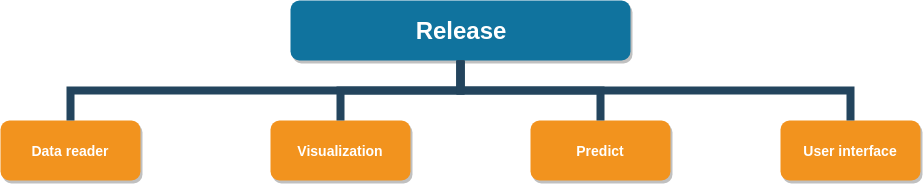 Release
Data reader
Visualization
Predict
User interface